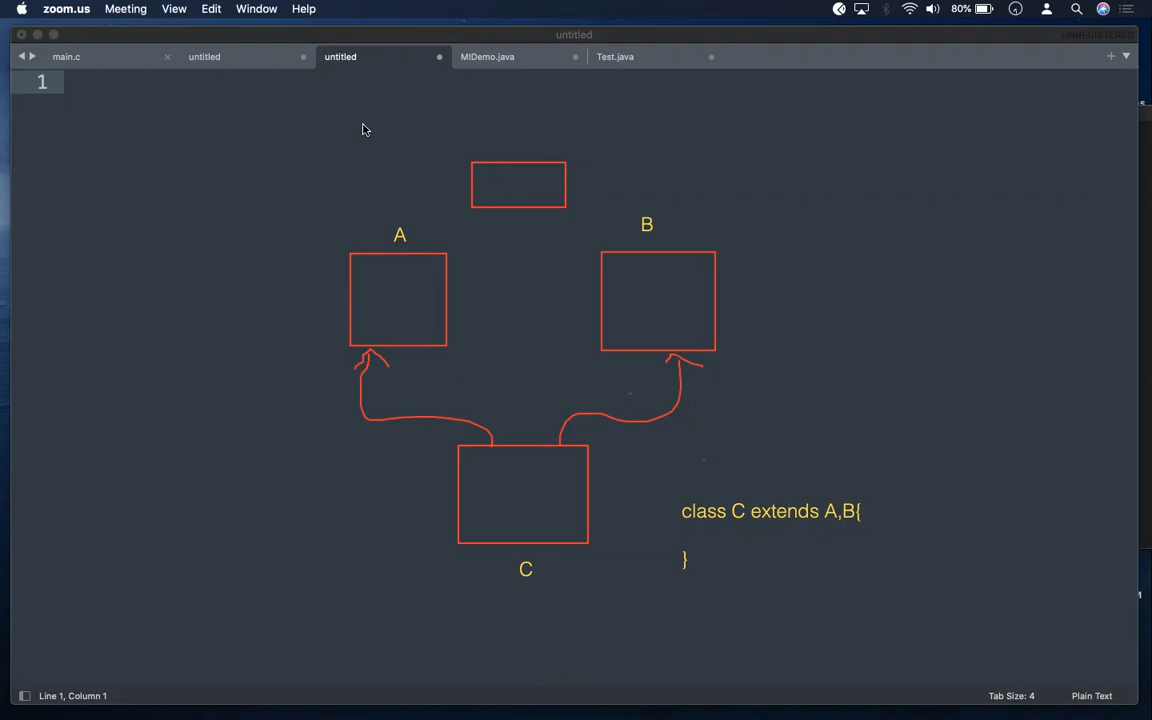 zoom.us Meeting View Edit Window Help 80%
untitled
UNREGISTERED
main.c untitled untitled MIDemo.java Test.java
1
A
B
class C extends A,B{
}
C
Line 1, Column 1 Tab Size: 4 Plain Text